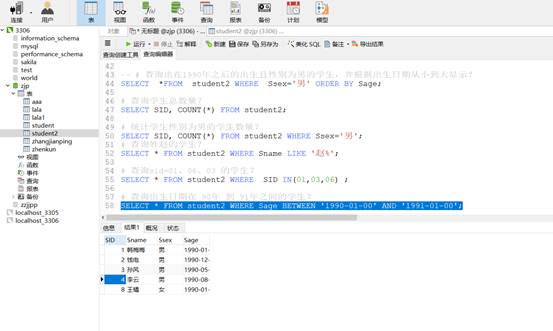 连接 用户 表 视图 函数 事件 查询 报表 备份 计划 模型
3306
information_schema
mysql
performance_schema
sakila
test
world
zjp
表
aaa
lala
lala1
student
student2
zhangjianping
zhenkun
视图
函数
事件
查询
报表
备份
zzjpp
localhost_3305
localhost_3306
对象 * 无标题 @zjp (3306) ... student2 @zjp (3306) ...
运行 停止 解释 新建 保存 另存为 美化 SQL 备注 导出结果
查询创建工具 查询编辑器
42
43 -- # 查询出在1990年之后的出生且性别为男的学生，并根据出生日期从小到大显示?
44 SELECT *FROM student2 WHERE Ssex='男' ORDER BY Sage;
45
46 # 查询学生总数量?
47 SELECT SID, COUNT(*) FROM student2;
48
49 # 统计学生性别为男的学生数量?
50 SELECT SID, COUNT(*) FROM student2 WHERE Ssex='男';
51 # 查询姓赵的学生?
52 SELECT * FROM student2 WHERE Sname LIKE '赵%';
53
54 # 查询sid=01、06、03 的学生?
55 SELECT * FROM student2 WHERE SID IN(01,03,06) ;
56
57 # 查询出生日期在 90年 到 91年之间的学生?
58 SELECT * FROM student2 WHERE Sage BETWEEN '1990-01-00' AND '1991-01-00';
信息 结果1 概况 状态
SID Sname Ssex Sage
1 韩梅梅 男 1990-01-
2 钱电 男 1990-12-
3 孙风 男 1990-05-
4 李云 男 1990-08-
8 王 女 1990-01-